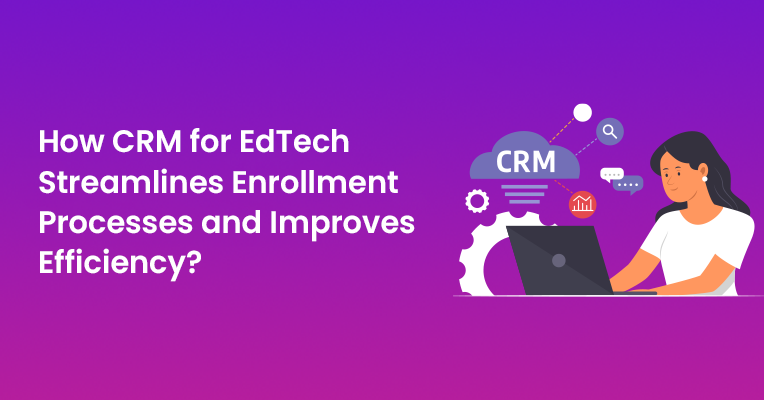 How CRM for EdTech
Streamlines Enrollment
Processes and Improves
Efficiency?
CRM